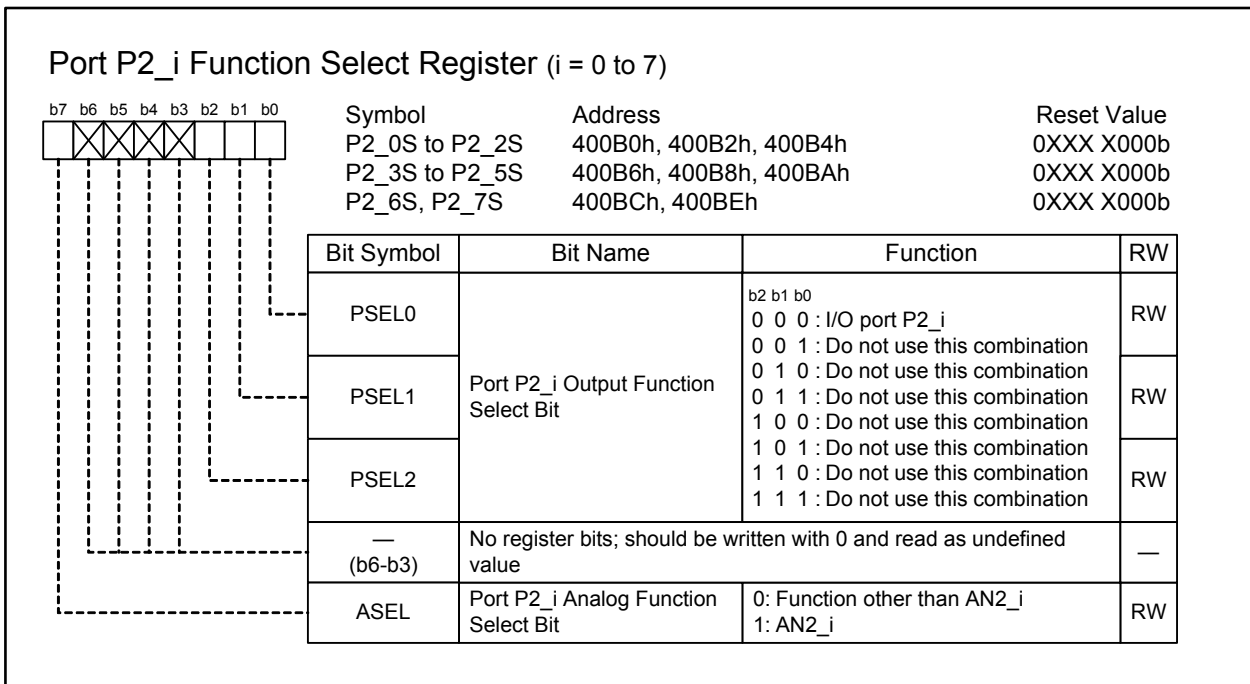 Port P2_i Function Select Register (i = 0 to 7)
b7 b6 b5 b4 b3 b2 b1 b0
Symbol Address Reset Value
P2_0S to P2_2S 400B0h, 400B2h, 400B4h 0XXX X000b
P2_3S to P2_5S 400B6h, 400B8h, 400BAh 0XXX X000b
P2_6S, P2_7S 400BCh, 400BEh 0XXX X000b
Bit Symbol Bit Name Function RW
PSEL0 RW
PSEL1 RW
PSEL2 RW
Port P2_i Output Function
Select Bit
b2 b1 b0
0 0 0 : I/O port P2_i
0 0 1 : Do not use this combination
0 1 0 : Do not use this combination
0 1 1 : Do not use this combination
1 0 0 : Do not use this combination
1 0 1 : Do not use this combination
1 1 0 : Do not use this combination
1 1 1 : Do not use this combination
—
(b6-b3)
No register bits; should be written with 0 and read as undefined
value
—
ASEL
Port P2_i Analog Function
Select Bit
0: Function other than AN2_i
1: AN2_i
RW